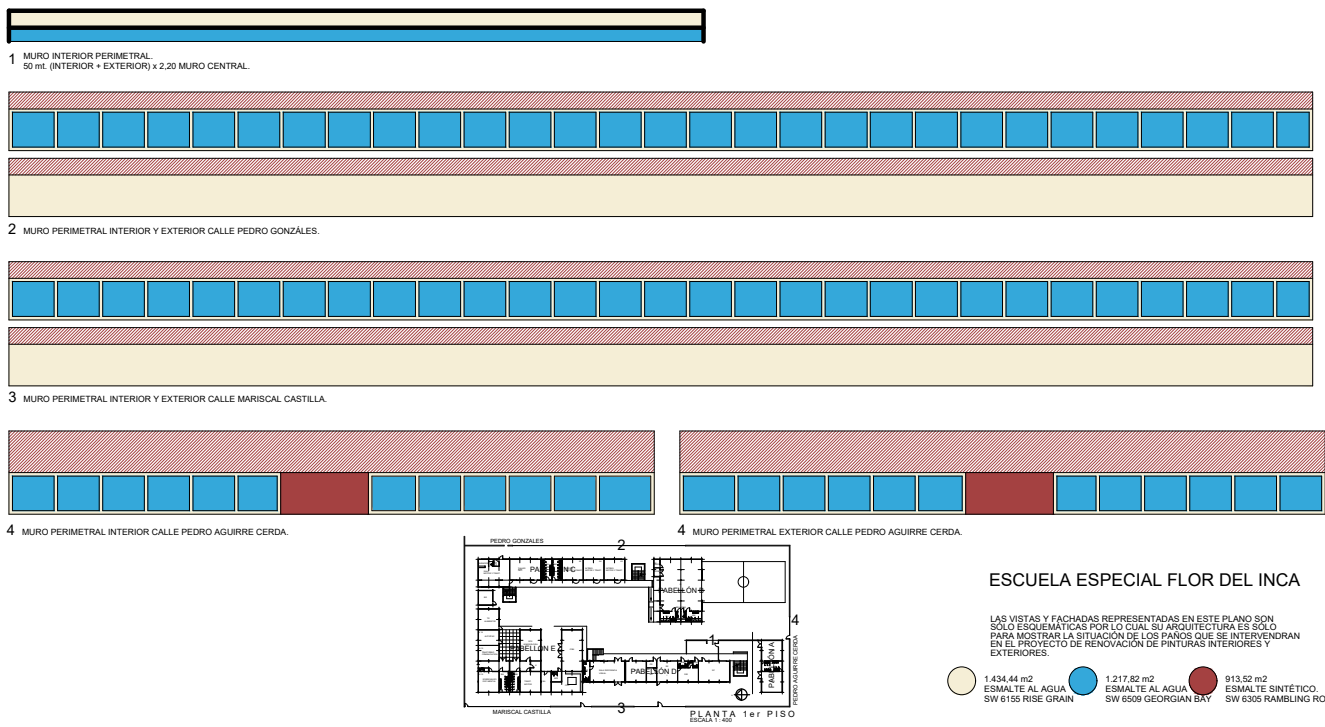 1 MURO INTERIOR PERIMETRAL.
50 mt. (INTERIOR + EXTERIOR) x 2,20 MURO CENTRAL.
2 MURO PERIMETRAL INTERIOR Y EXTERIOR CALLE PEDRO GONZÁLES.
3 MURO PERIMETRAL INTERIOR Y EXTERIOR CALLE MARISCAL CASTILLA.
4 MURO PERIMETRAL INTERIOR CALLE PEDRO AGUIRRE CERDA.
4 MURO PERIMETRAL EXTERIOR CALLE PEDRO AGUIRRE CERDA.
PEDRO GONZALES
2
PABELLÓN B
4
1
PABELLÓN E
PABELLÓN D
PABELLÓN A
PEDRO AGUIRRE CERDA
MARISCAL CASTILLA
3
PLANTA 1er PISO
ESCALA 1 : 400
ESCUELA ESPECIAL FLOR DEL INCA
LAS VISTAS Y FACHADAS REPRESENTADAS EN ESTE PLANO SON
SÓLO ESQUEMÁTICAS POR LO CUAL SU ARQUITECTURA ES SÓLO
PARA MOSTRAR LA SITUACIÓN DE LOS PAÑOS QUE SE INTERVENDRAN
EN EL PROYECTO DE RENOVACIÓN DE PINTURAS INTERIORES Y
EXTERIORES.
1.434,44 m2
ESMALTE AL AGUA
SW 6155 RISE GRAIN
1.217,82 m2
ESMALTE AL AGUA
SW 6509 GEORGIAN BAY
913,52 m2
ESMALTE SINTÉTICO.
SW 6305 RAMBLING RO